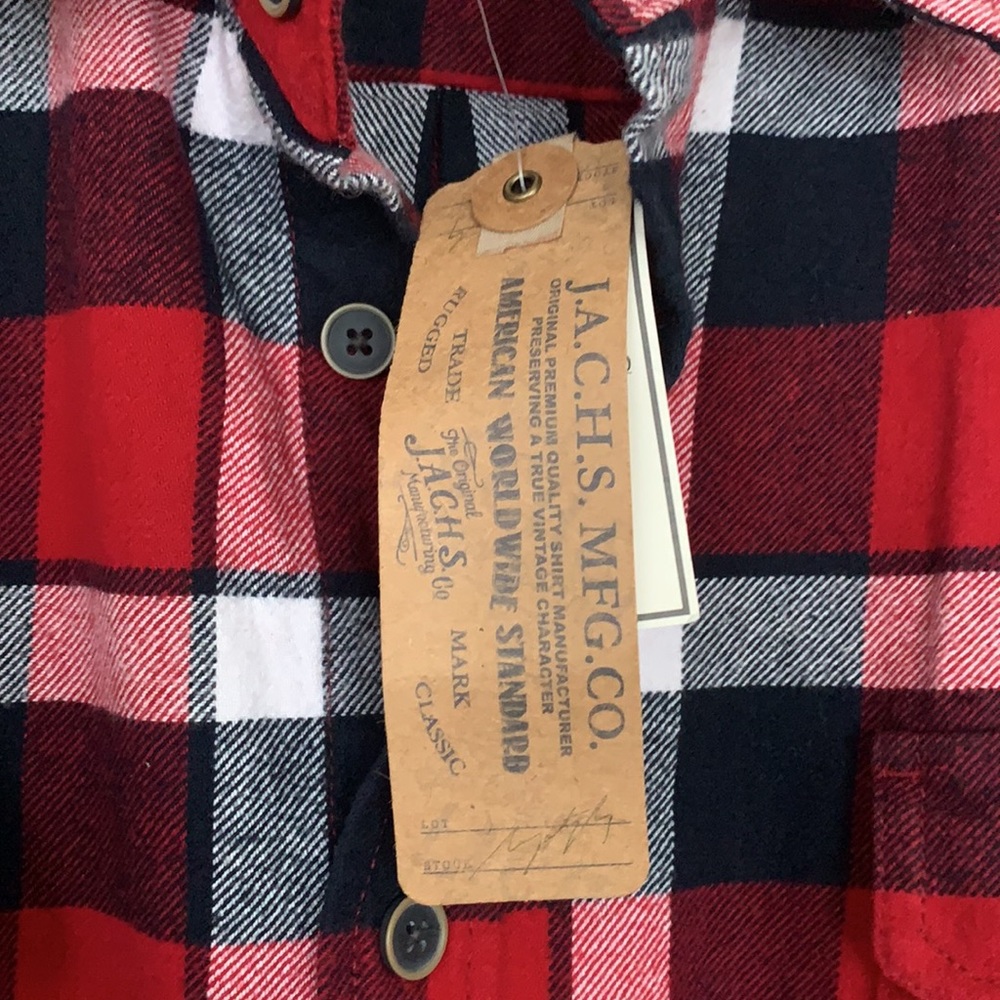 J.A.C.H.S. MFG.CO.
ORIGINAL PREMIUM QUALITY SHIRT MANUFACTURER
PRESERVING A TRUE VINTAGE CHARACTER
AMERICAN WORLDWIDE STANDARD
TRADE MARK
RUGGED CLASSIC
The Original
J.A.C.H.S. Co
Manufacturing
LOT
STOCK